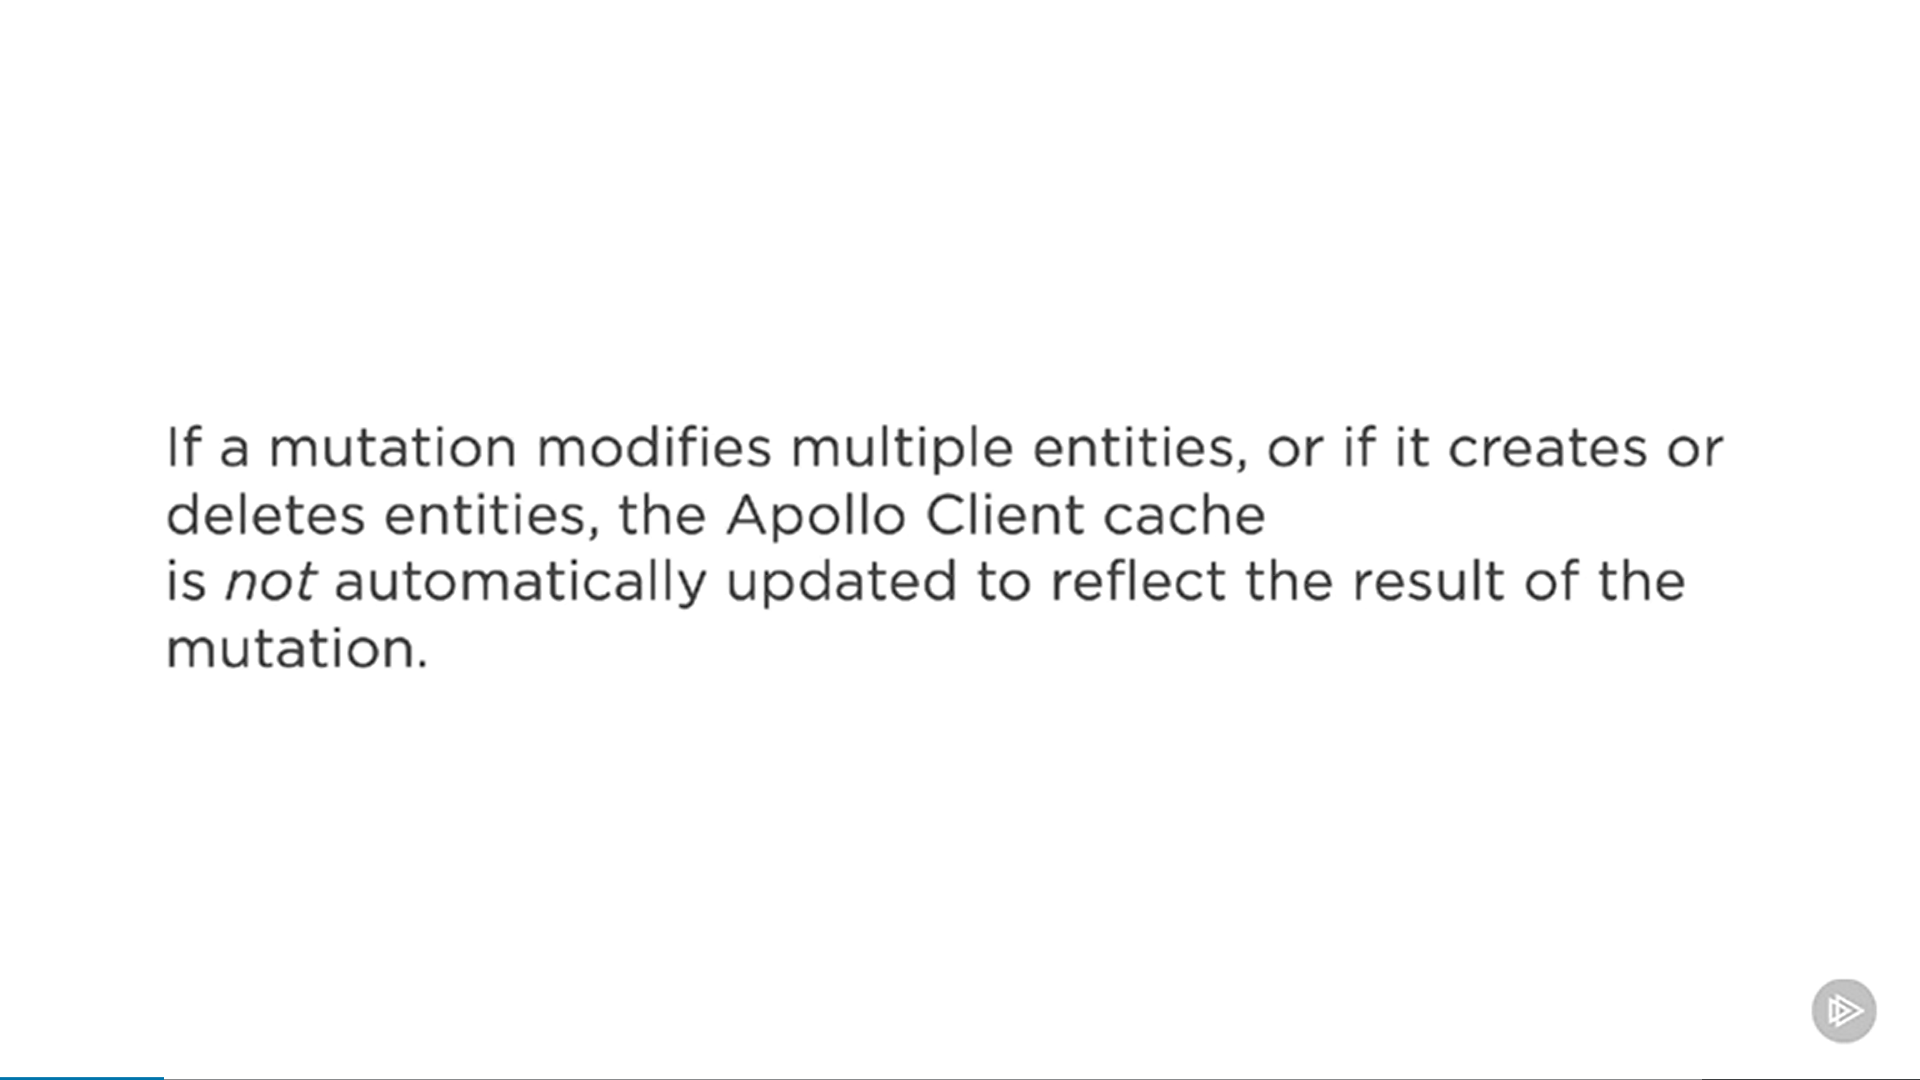 If a mutation modifies multiple entities, or if it creates or
deletes entities, the Apollo Client cache
is not automatically updated to reflect the result of the
mutation.